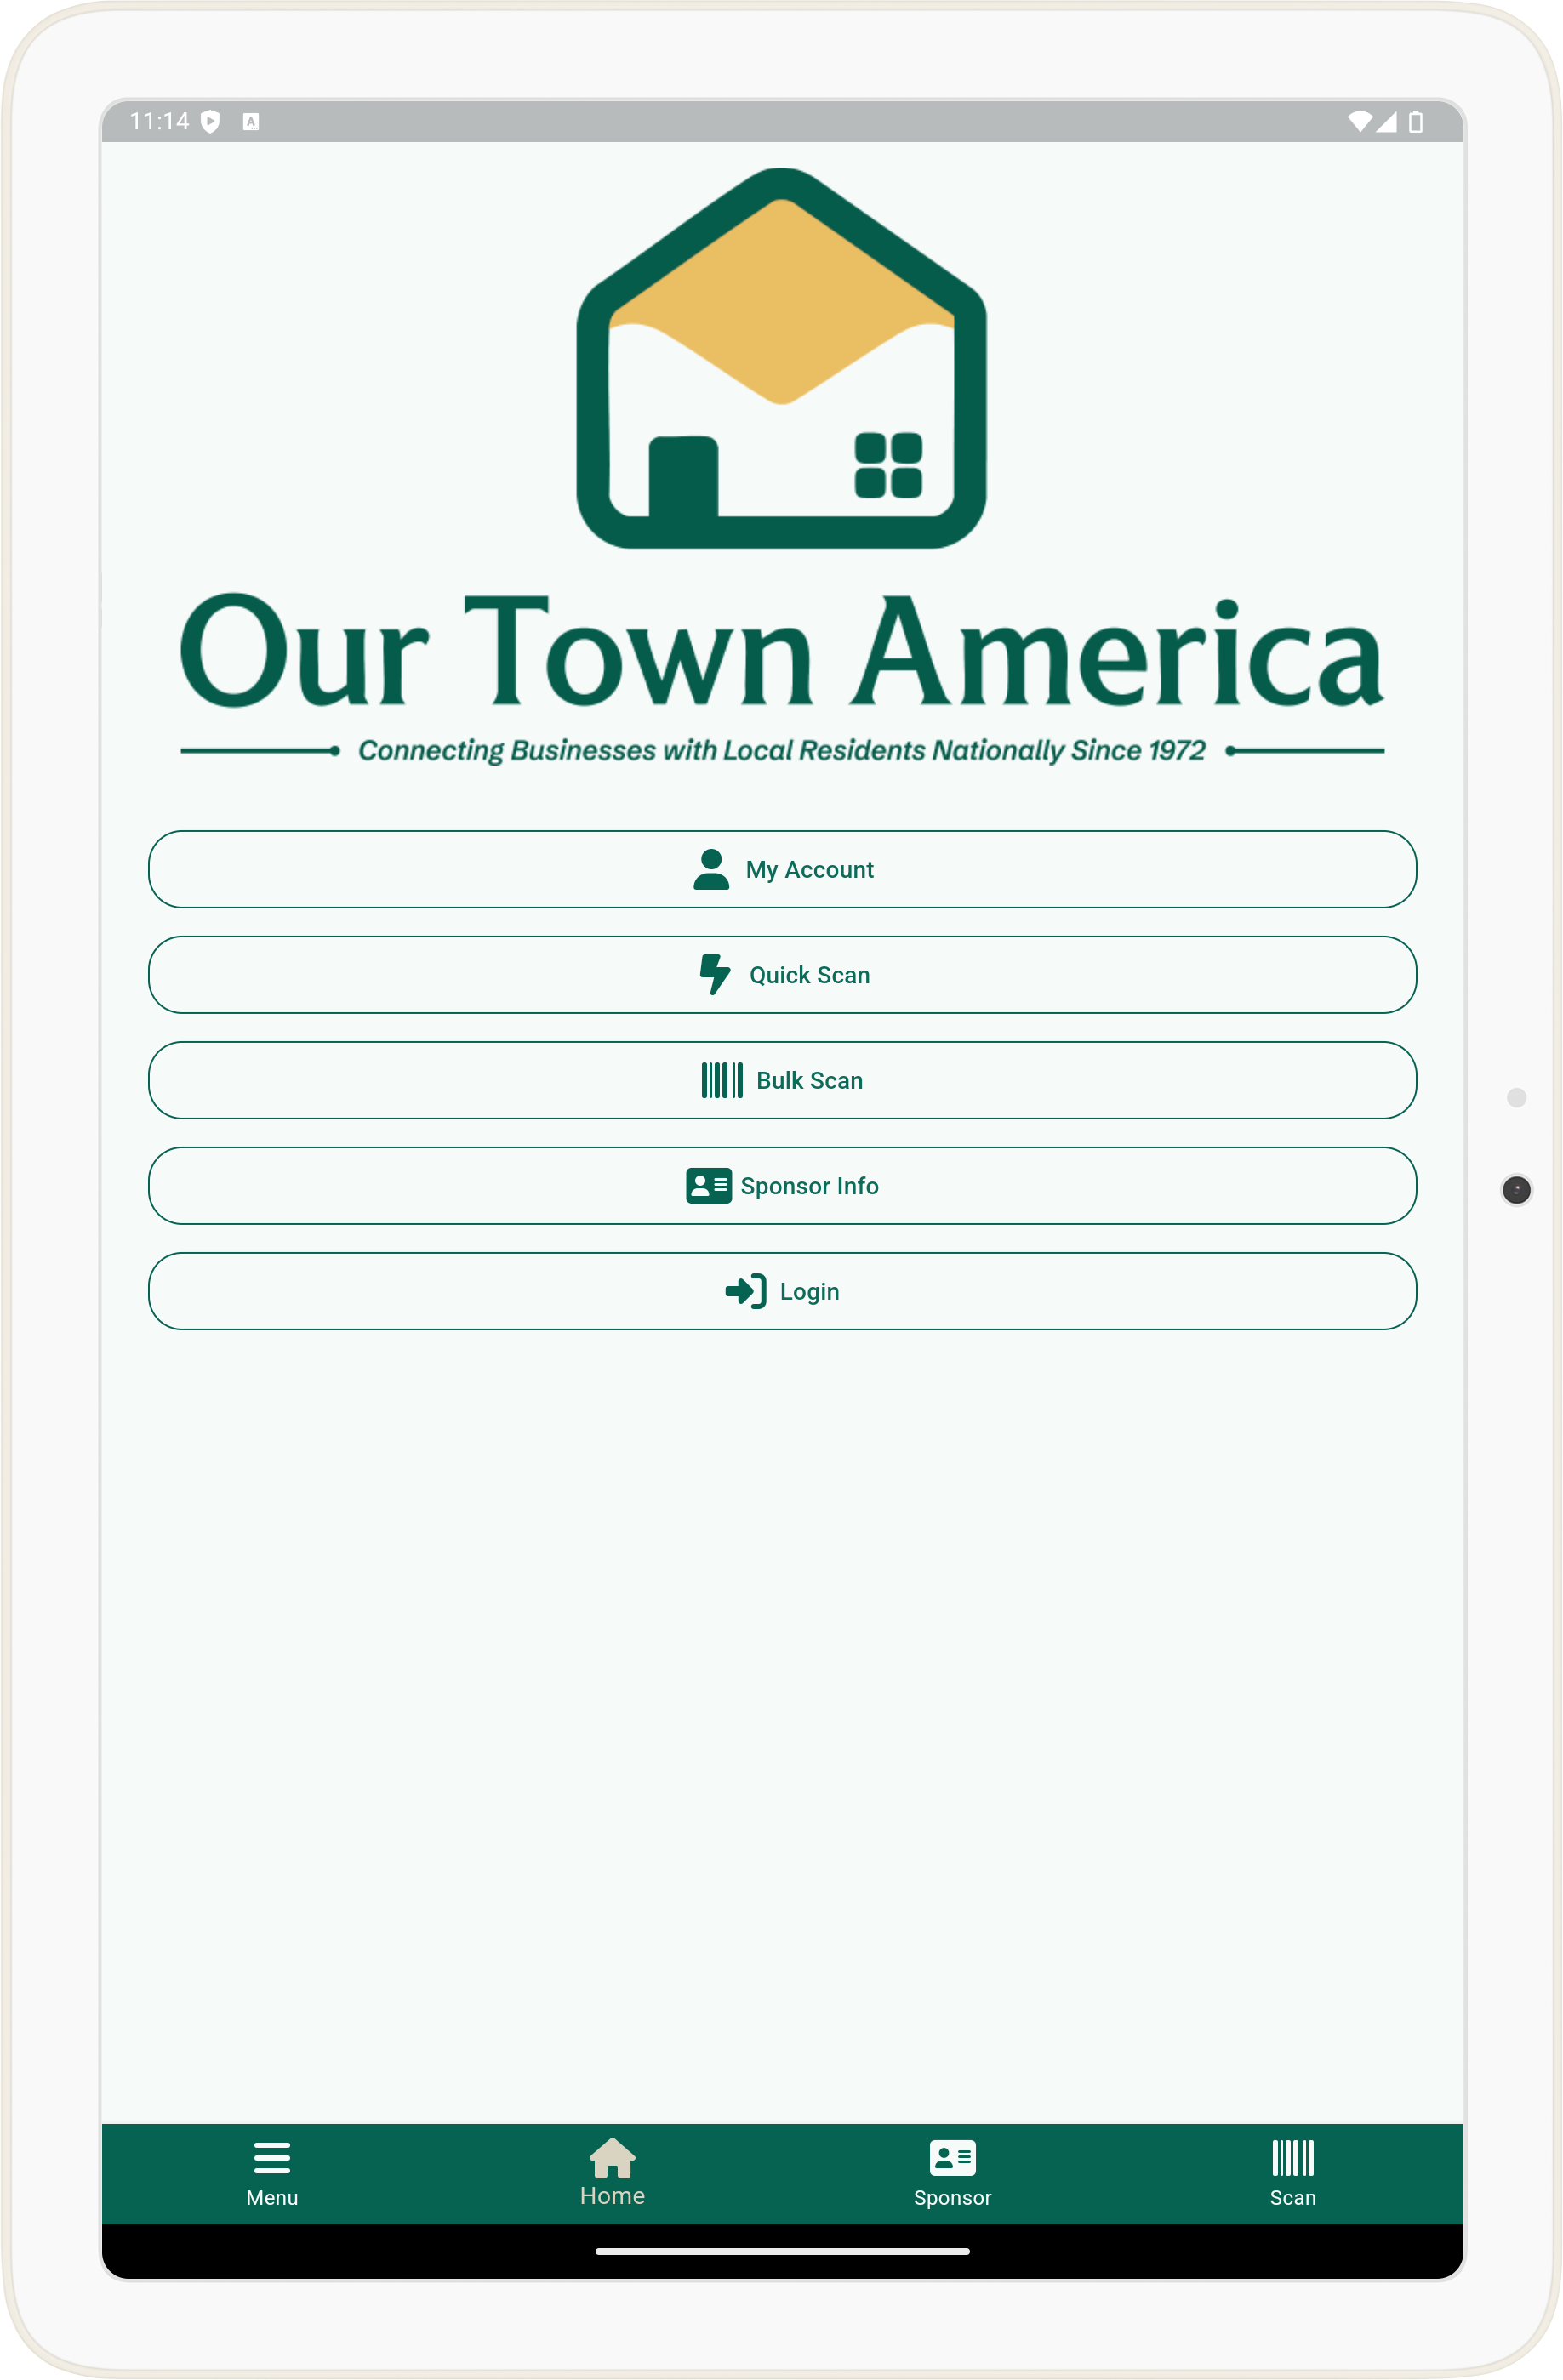 11:14
A
Our Town America
Connecting Businesses with Local Residents Nationally Since 1972
My Account
Quick Scan
Bulk Scan
Sponsor Info
Login
Menu
Home
Sponsor
Scan